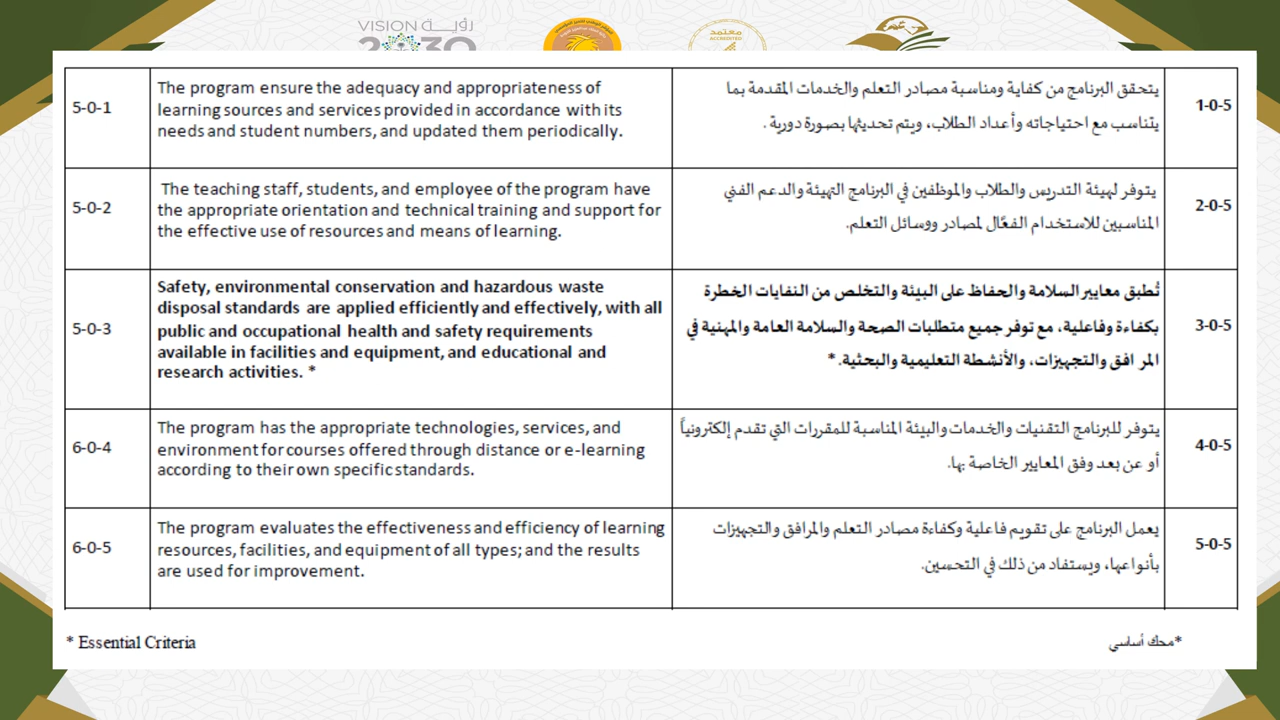 VISION رؤيـــة
2030
معتمد
ACCREDITED
5-0-1
The program ensure the adequacy and appropriateness of
learning sources and services provided in accordance with its
needs and student numbers, and updated them periodically.
يتحقق البرنامج من كفاية ومناسبة مصادر التعلم والخدمات المقدمة بما
يتناسب مع احتياجاته وأعداد الطلاب، ويتم تحديثها بصورة دورية .
1-0-5
5-0-2
The teaching staff, students, and employee of the program have
the appropriate orientation and technical training and support for
the effective use of resources and means of learning.
يتوفر لهيئة التدريس والطلاب والموظفين في البرنامج التهيئة والدعم الفني
المناسبين للاستخدام الفعَّال لمصادر ووسائل التعلم.
2-0-5
5-0-3
Safety, environmental conservation and hazardous waste
disposal standards are applied efficiently and effectively, with all
public and occupational health and safety requirements
available in facilities and equipment, and educational and
research activities. *
تُطبق معايير السلامة والحفاظ على البيئة والتخلص من النفايات الخطرة
بكفاءة وفاعلية، مع توفر جميع متطلبات الصحة والسلامة العامة والمهنية في
المرافق والتجهيزات، والأنشطة التعليمية والبحثية. *
3-0-5
6-0-4
The program has the appropriate technologies, services, and
environment for courses offered through distance or e-learning
according to their own specific standards.
يتوفر للبرنامج التقنيات والخدمات والبيئة المناسبة للمقررات التي تقدم إلكترونياً
أو عن بعد وفق المعايير الخاصة بها.
4-0-5
6-0-5
The program evaluates the effectiveness and efficiency of learning
resources, facilities, and equipment of all types; and the results
are used for improvement.
يعمل البرنامج على تقويم فاعلية وكفاءة مصادر التعلم والمرافق والتجهيزات
بأنواعها، ويستفاد من ذلك في التحسين.
5-0-5
* Essential Criteria
*محك أساسي